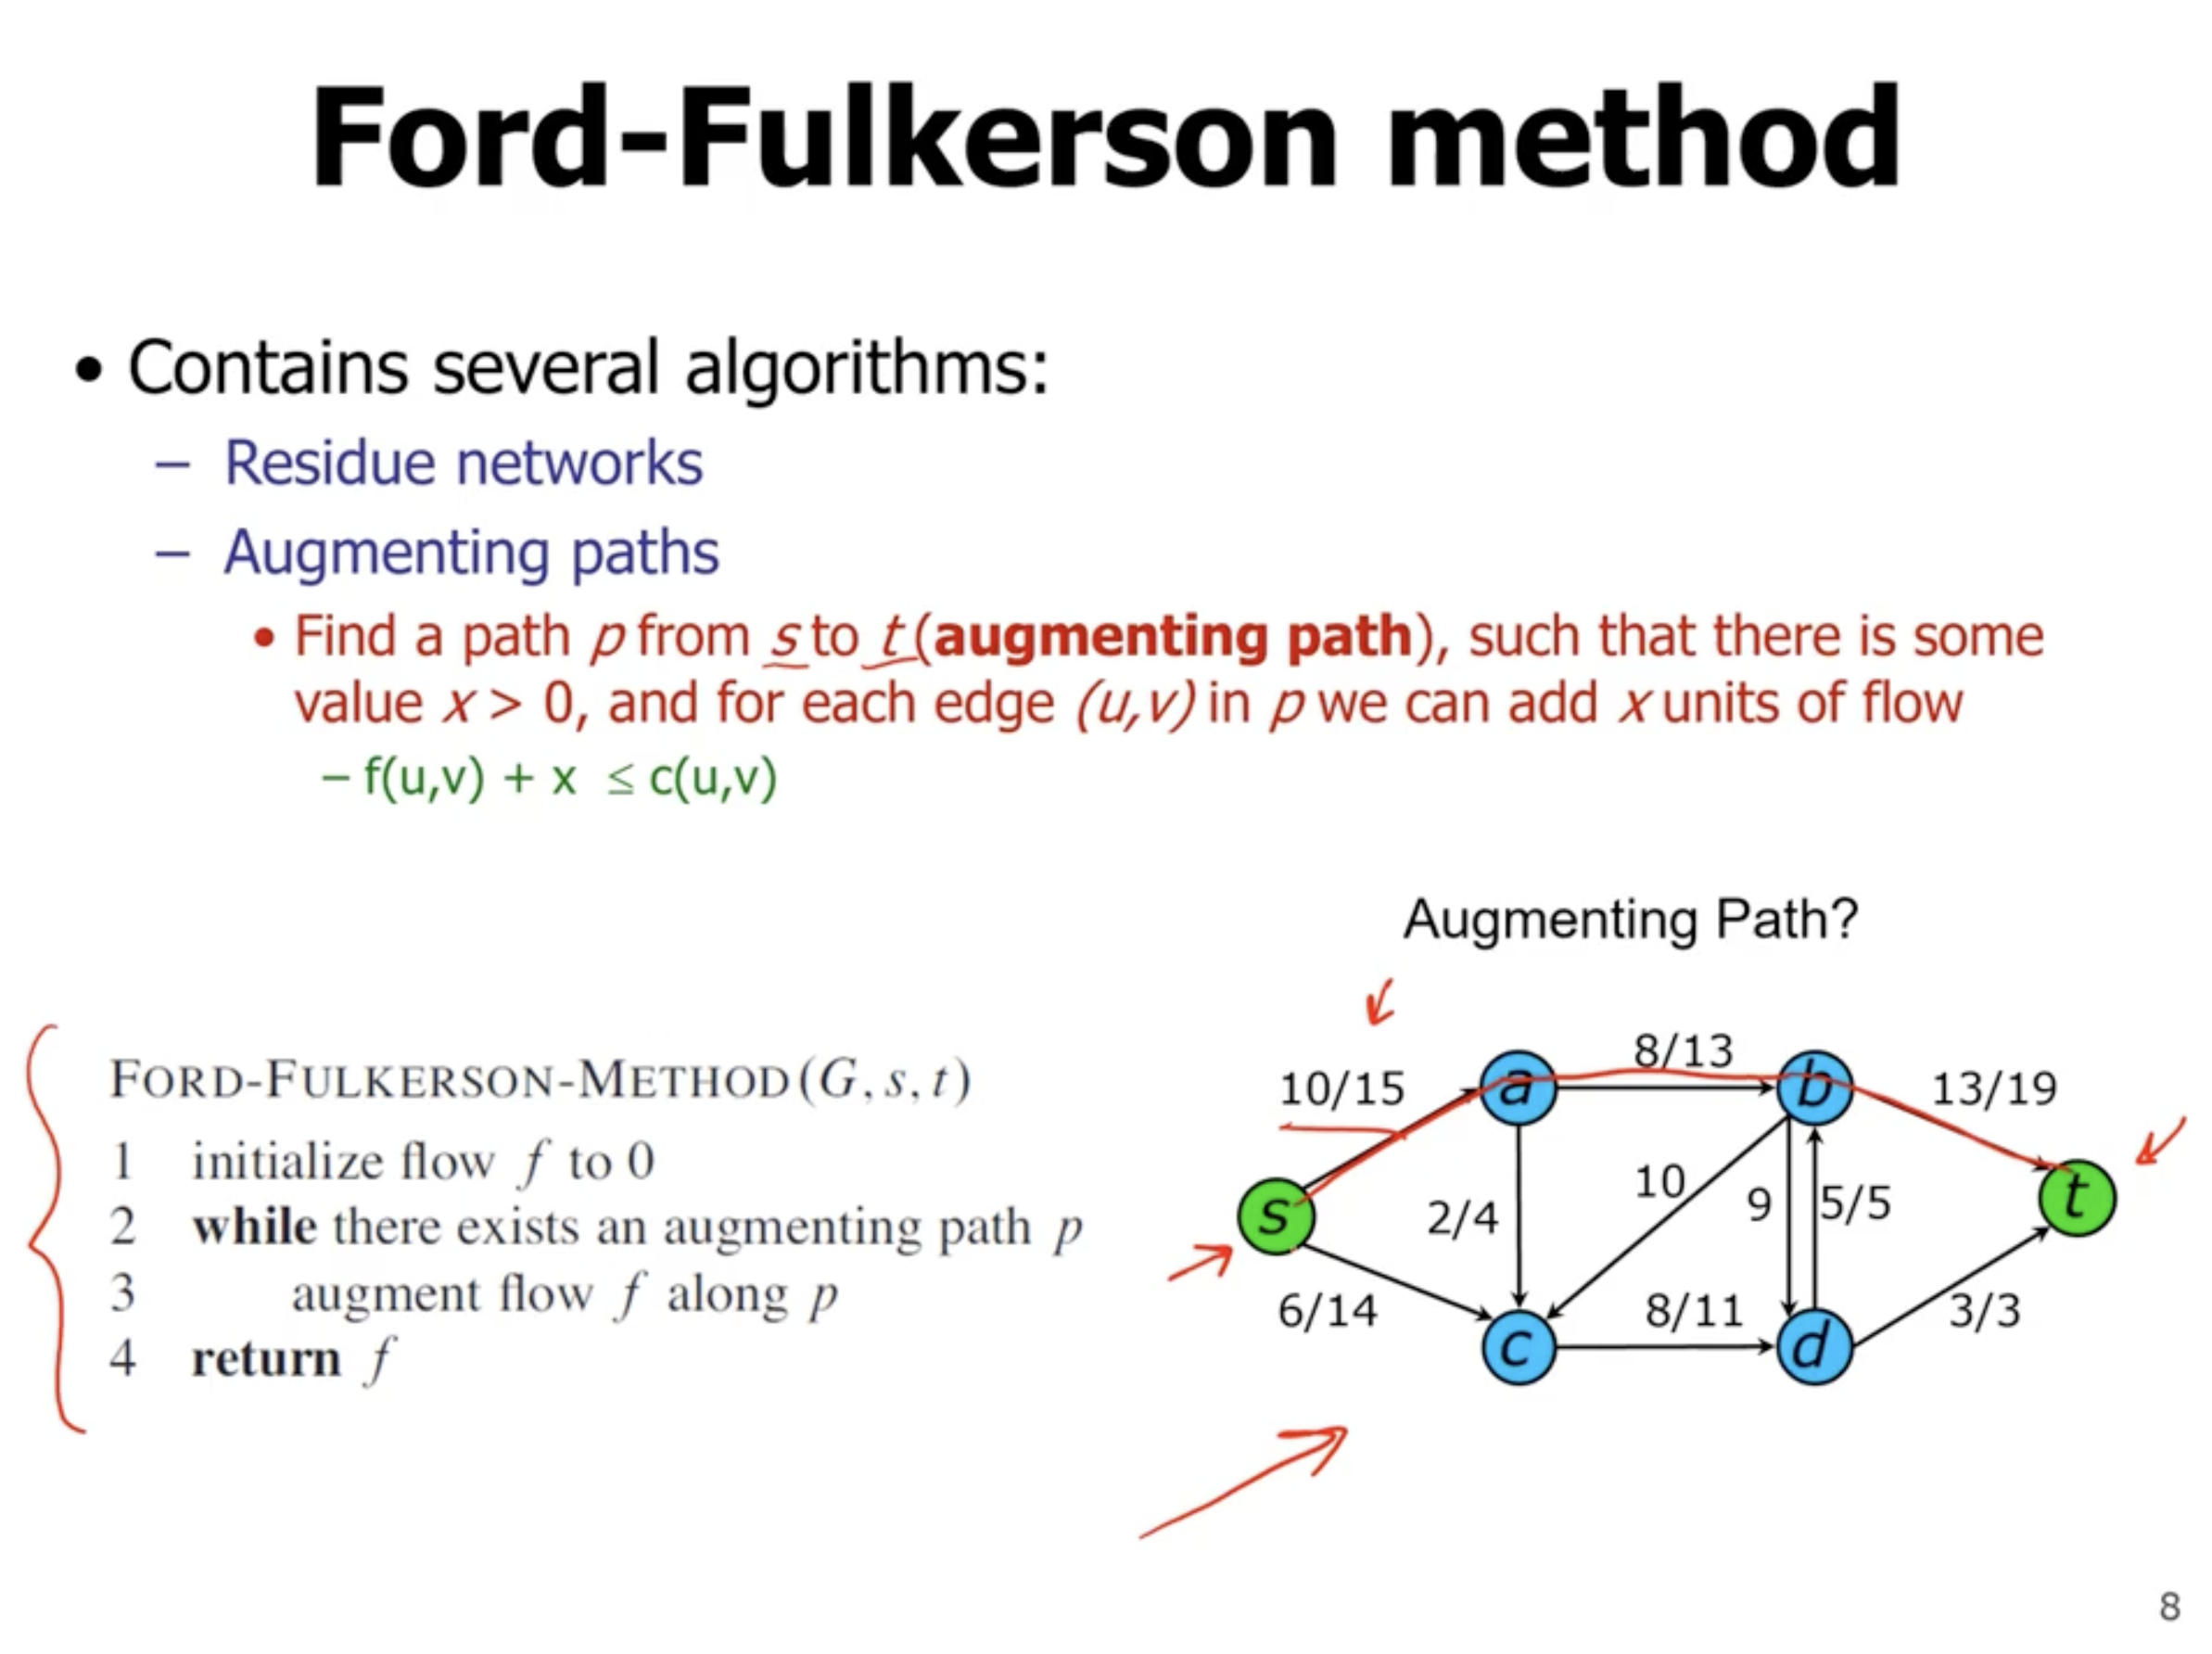 Ford-Fulkerson method
• Contains several algorithms:
– Residue networks
– Augmenting paths
• Find a path p from s to t (augmenting path), such that there is some
value x > 0, and for each edge (u,v) in p we can add x units of flow
– f(u,v) + x ≤ c(u,v)
FORD-FULKERSON-METHOD(G, s, t)
1 initialize flow f to 0
2 while there exists an augmenting path p
3 augment flow f along p
4 return f
Augmenting Path?
8/13
10/15
a
b
13/19
s
2/4
10
9
5/5
t
6/14
8/11
3/3
c
d
8